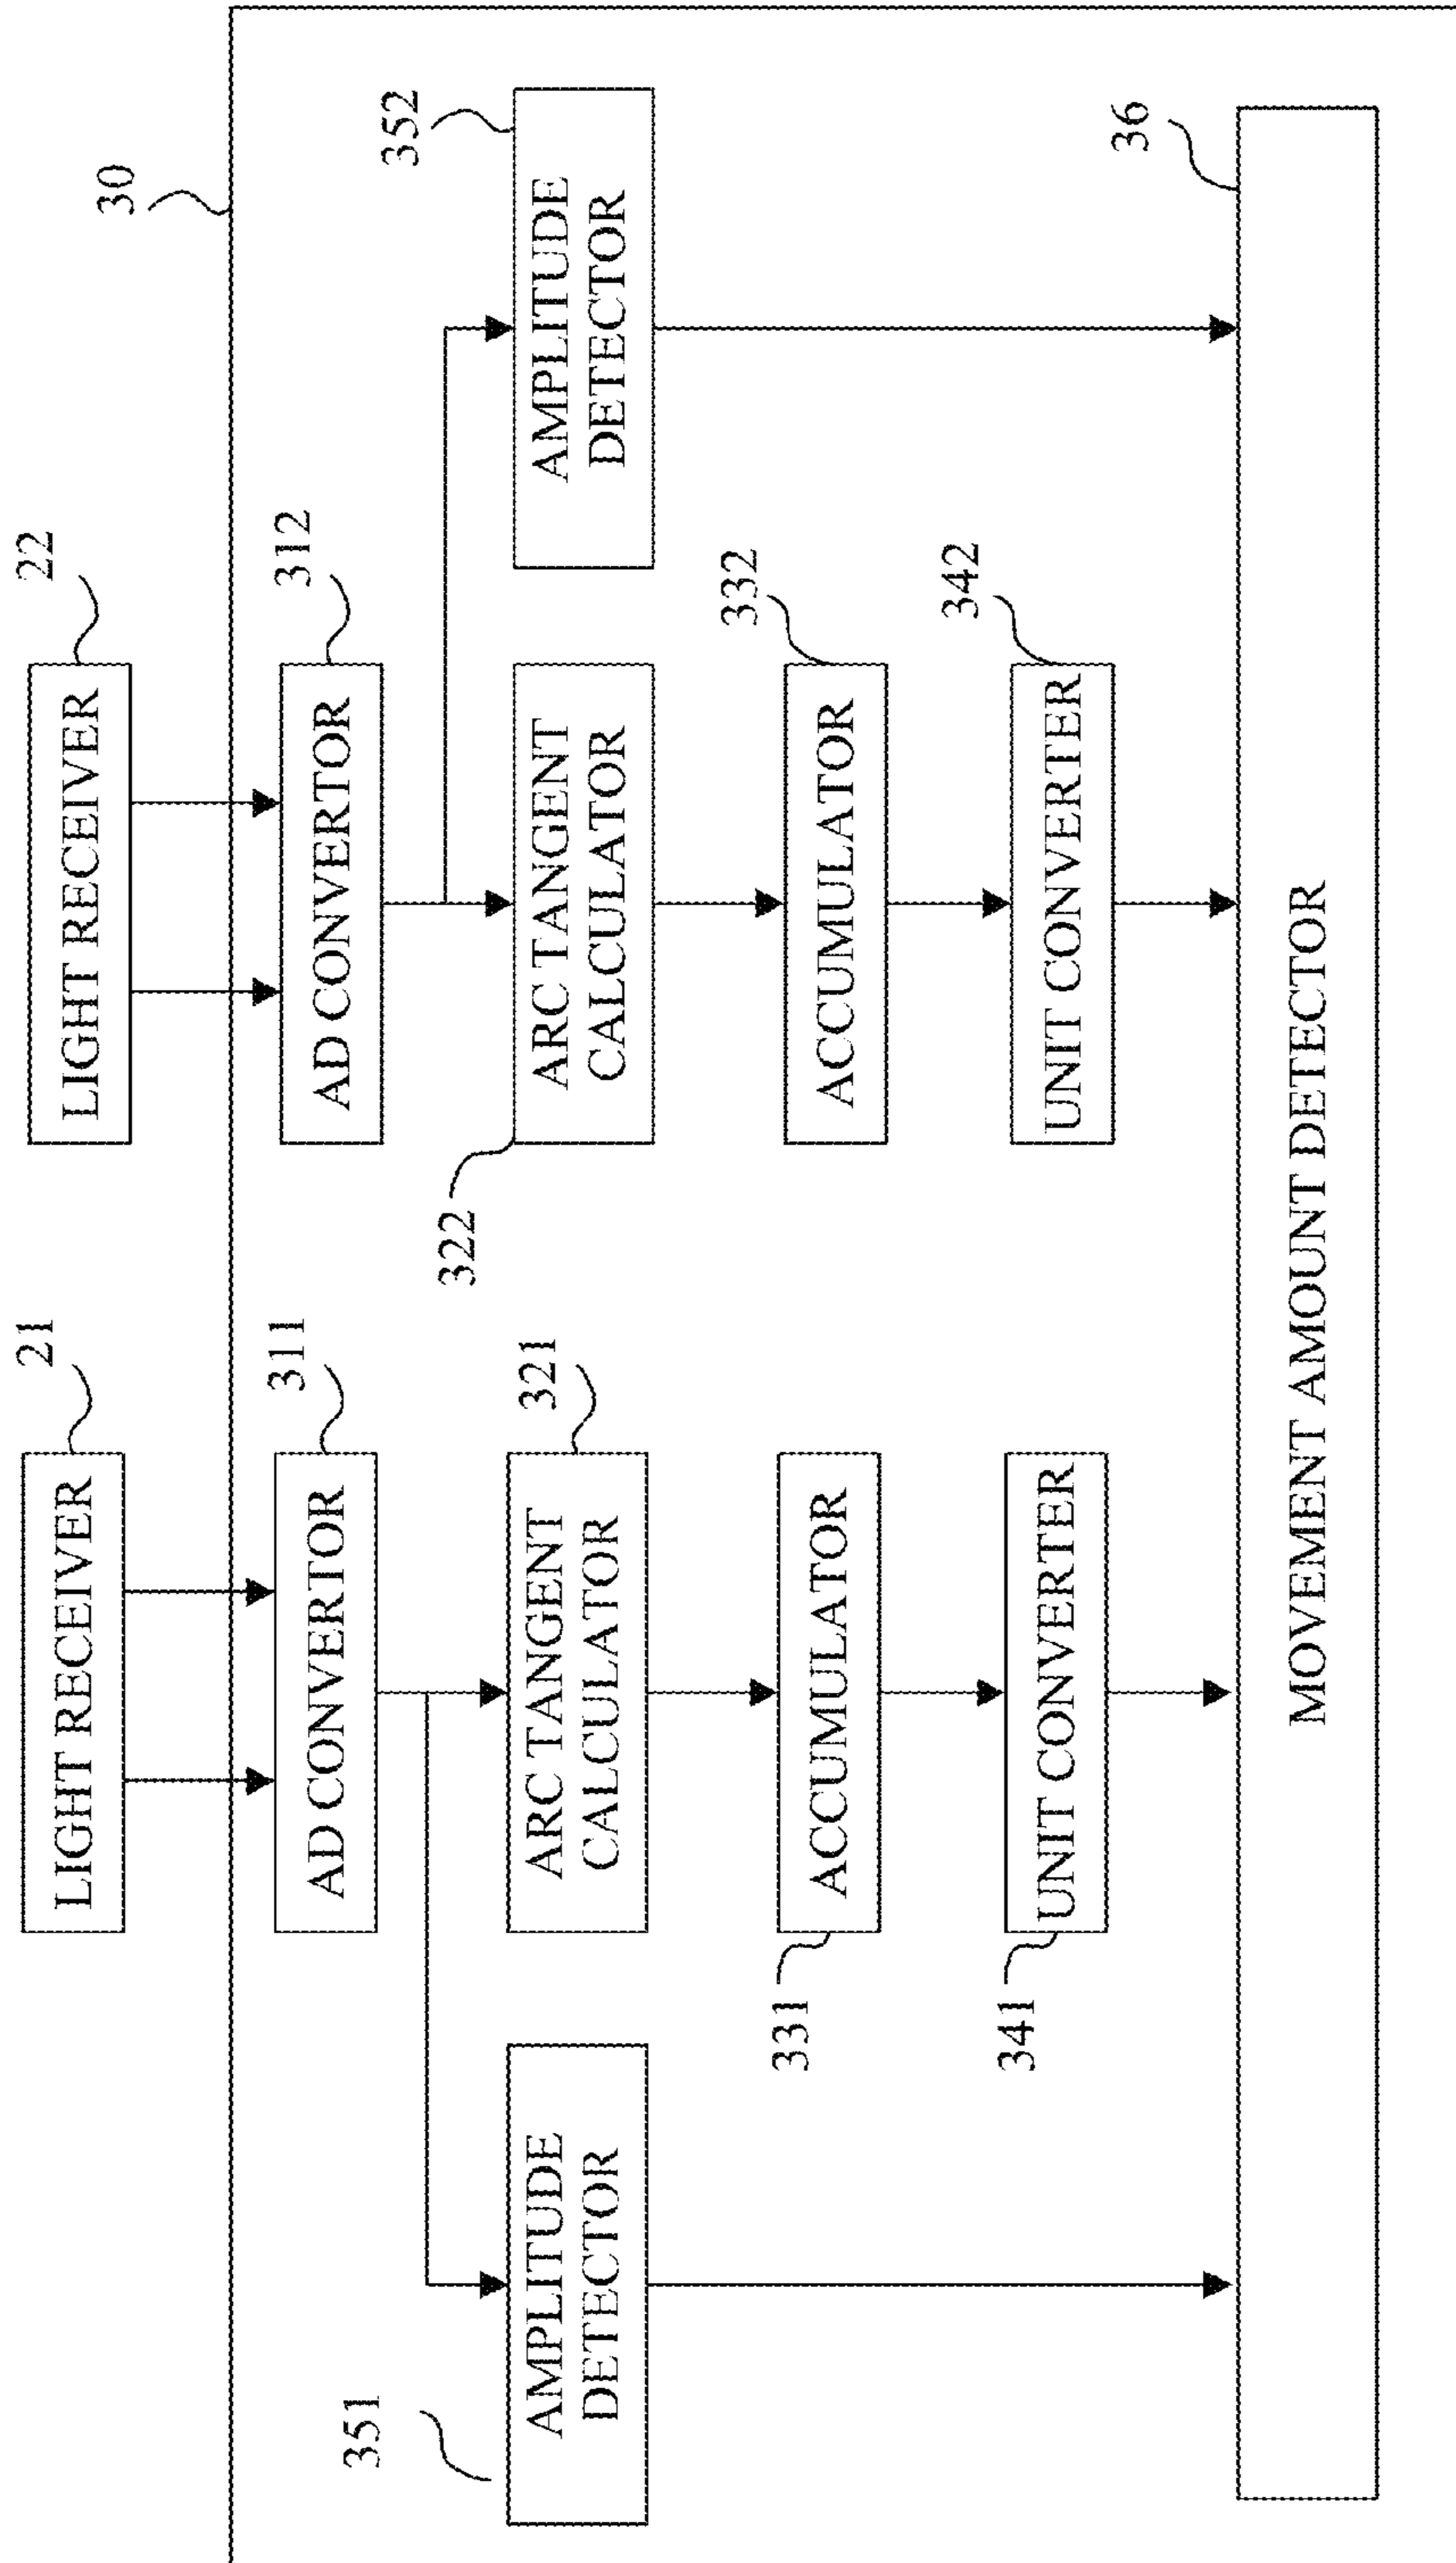 21
22
LIGHT RECEIVER
LIGHT RECEIVER
30
311
312
AD CONVERTOR
AD CONVERTOR
351
321
322
352
AMPLITUDE
DETECTOR
ARC TANGENT
CALCULATOR
ARC TANGENT
CALCULATOR
AMPLITUDE
DETECTOR
331
332
ACCUMULATOR
ACCUMULATOR
341
342
UNIT CONVERTER
UNIT CONVERTER
36
MOVEMENT AMOUNT DETECTOR